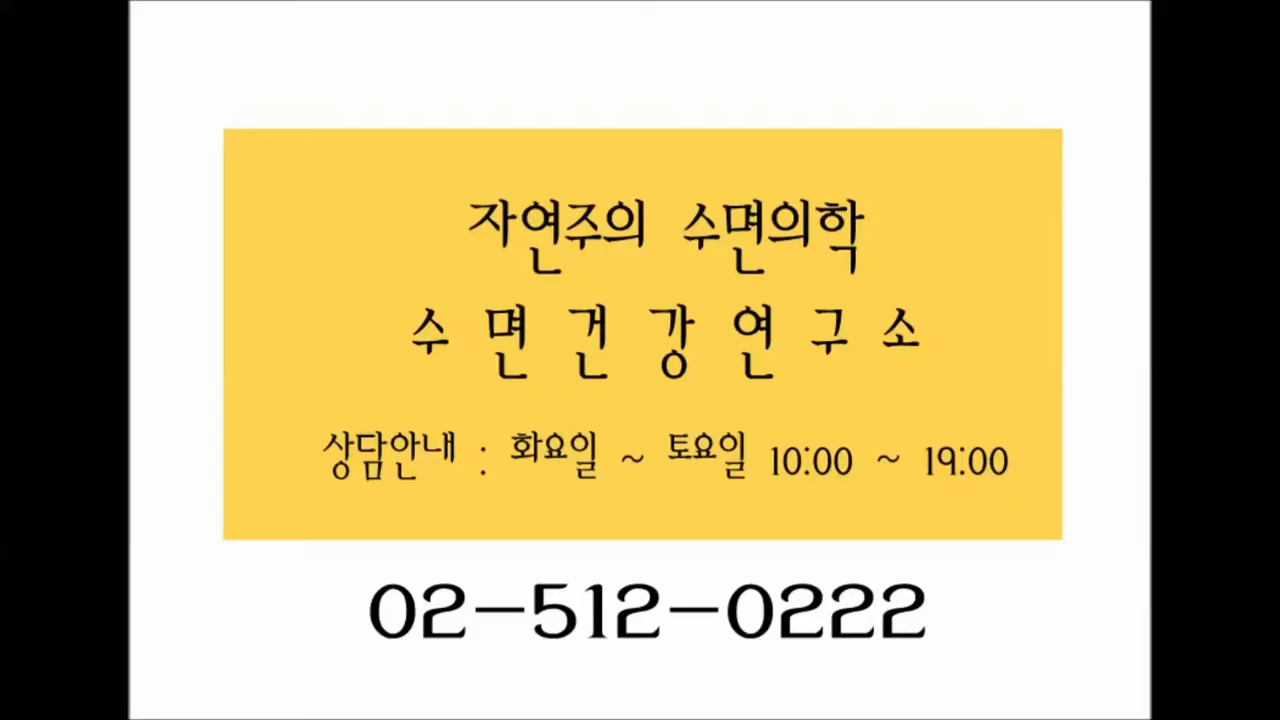 자연주의 수면의학
수 면 건 강 연 구 소
상담안내 : 화요일 ~ 토요일 10:00 ~ 19:00
02-512-0222